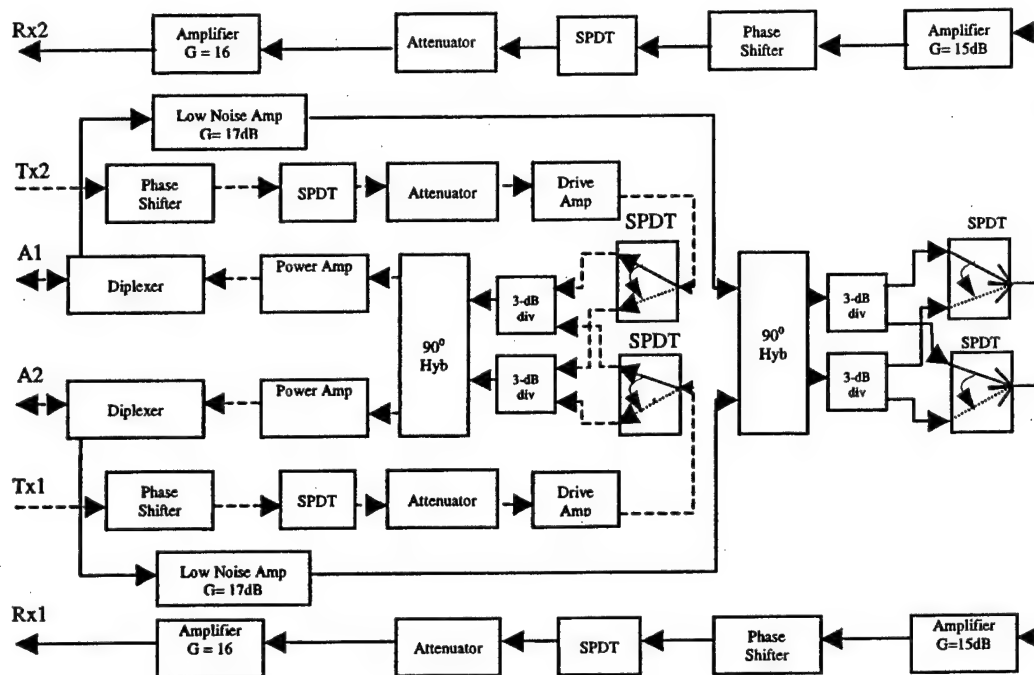 Rx2
Amplifier
G = 16
Attenuator
SPDT
Phase
Shifter
Amplifier
G= 15dB
Low Noise Amp
G= 17dB
Tx2
Phase
Shifter
SPDT
Attenuator
Drive
Amp
SPDT
SPDT
A1
Diplexer
Power Amp
90⁰
Hyb
3-dB
div
90⁰
Hyb
3-dB
div
SPDT
SPDT
A2
Diplexer
Power Amp
3-dB
div
3-dB
div
Tx1
Phase
Shifter
SPDT
Attenuator
Drive
Amp
Low Noise Amp
G= 17dB
Rx1
Amplifier
G = 16
Attenuator
SPDT
Phase
Shifter
Amplifier
G=15dB